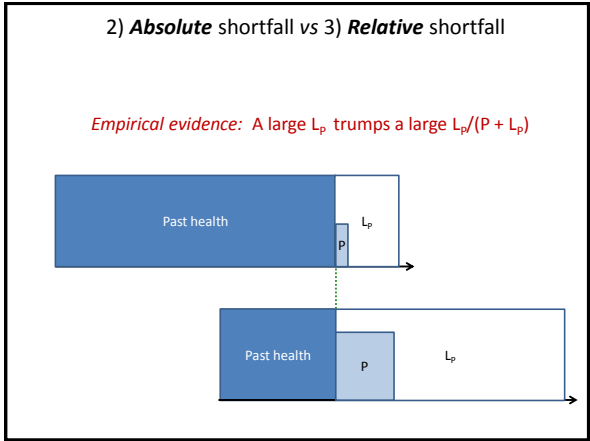 2) Absolute shortfall vs 3) Relative shortfall
Empirical evidence: A large Lₚ trumps a large Lₚ/(P + Lₚ)
Past health
P
Lₚ
Past health
P
Lₚ